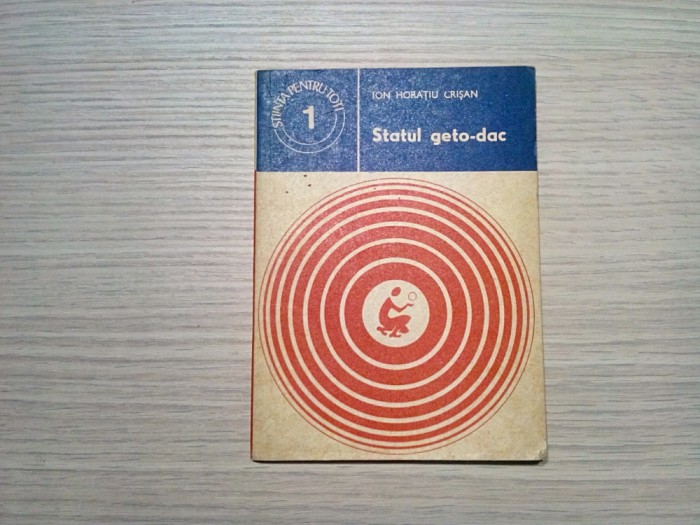 ȘTIINȚA PENTRU TOȚI
1
ION HORAȚIU CRIȘAN
Statul geto-dac